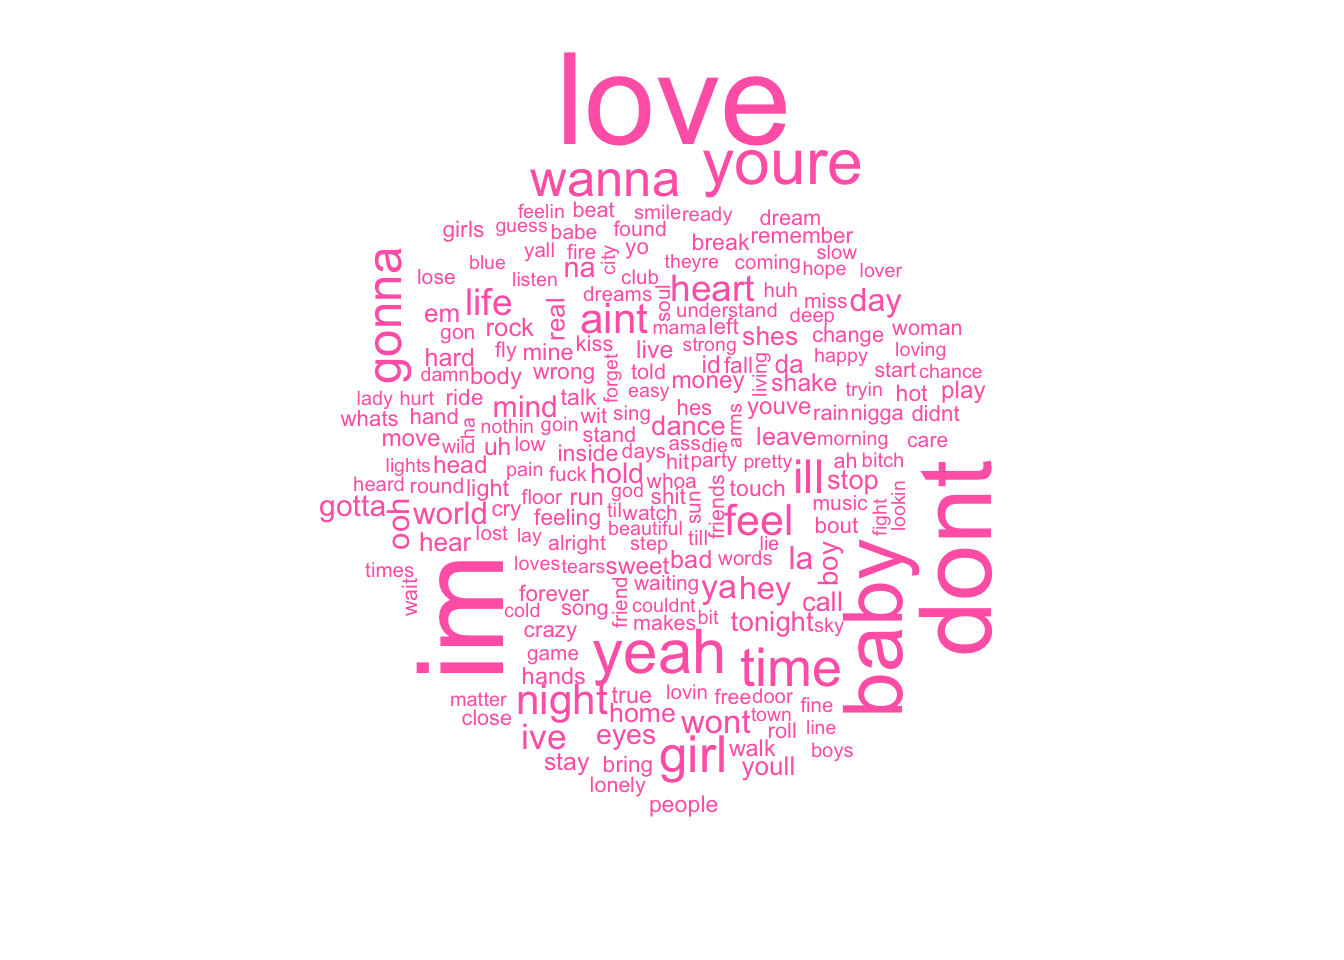 love
youre
wanna
feelin beat smile ready dream
girls guess babe found break remember
yall fire city yo theyre coming slow
blue na hope lover
lose listen club heart huh
gonna life dreams soul miss day
em real aint understand deep
gon rock mama left shes change woman
hard fly mine kiss live strong id fall da happy loving
damn body wrong forget told money living shake start chance
lady hurt ride talk easy tryin hot play
whats hand mind wit sing hes arms youve rain nigga didnt
ha nothin goin dance
move wild uh low stand ass die leave morning care
inside days
lights head pain fuck hold hit party pretty ill ah bitch
heard round light whoa stop
gotta floor run god shit sun friends touch music lookin
ooh world cry feeling til watch feel bout fight dont
hear lost lay alright beautiful step till lie
times loves tears sweet bad words la boy
wait im forever friend waiting ya hey baby
cold song couldnt call
crazy makes bit tonight sky
game yeah time
hands
matter night true lovin free door fine
close home wont town
ive eyes roll line
girl walk boys
stay bring youll
lonely
people